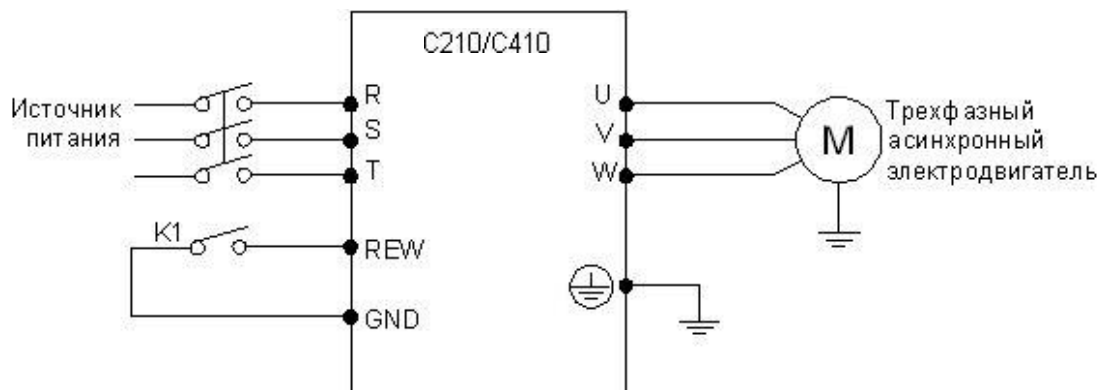 C210/C410
Источник
питания
R
S
T
K1
REW
GND
U
V
W
M
Трехфазный
асинхронный
электродвигатель